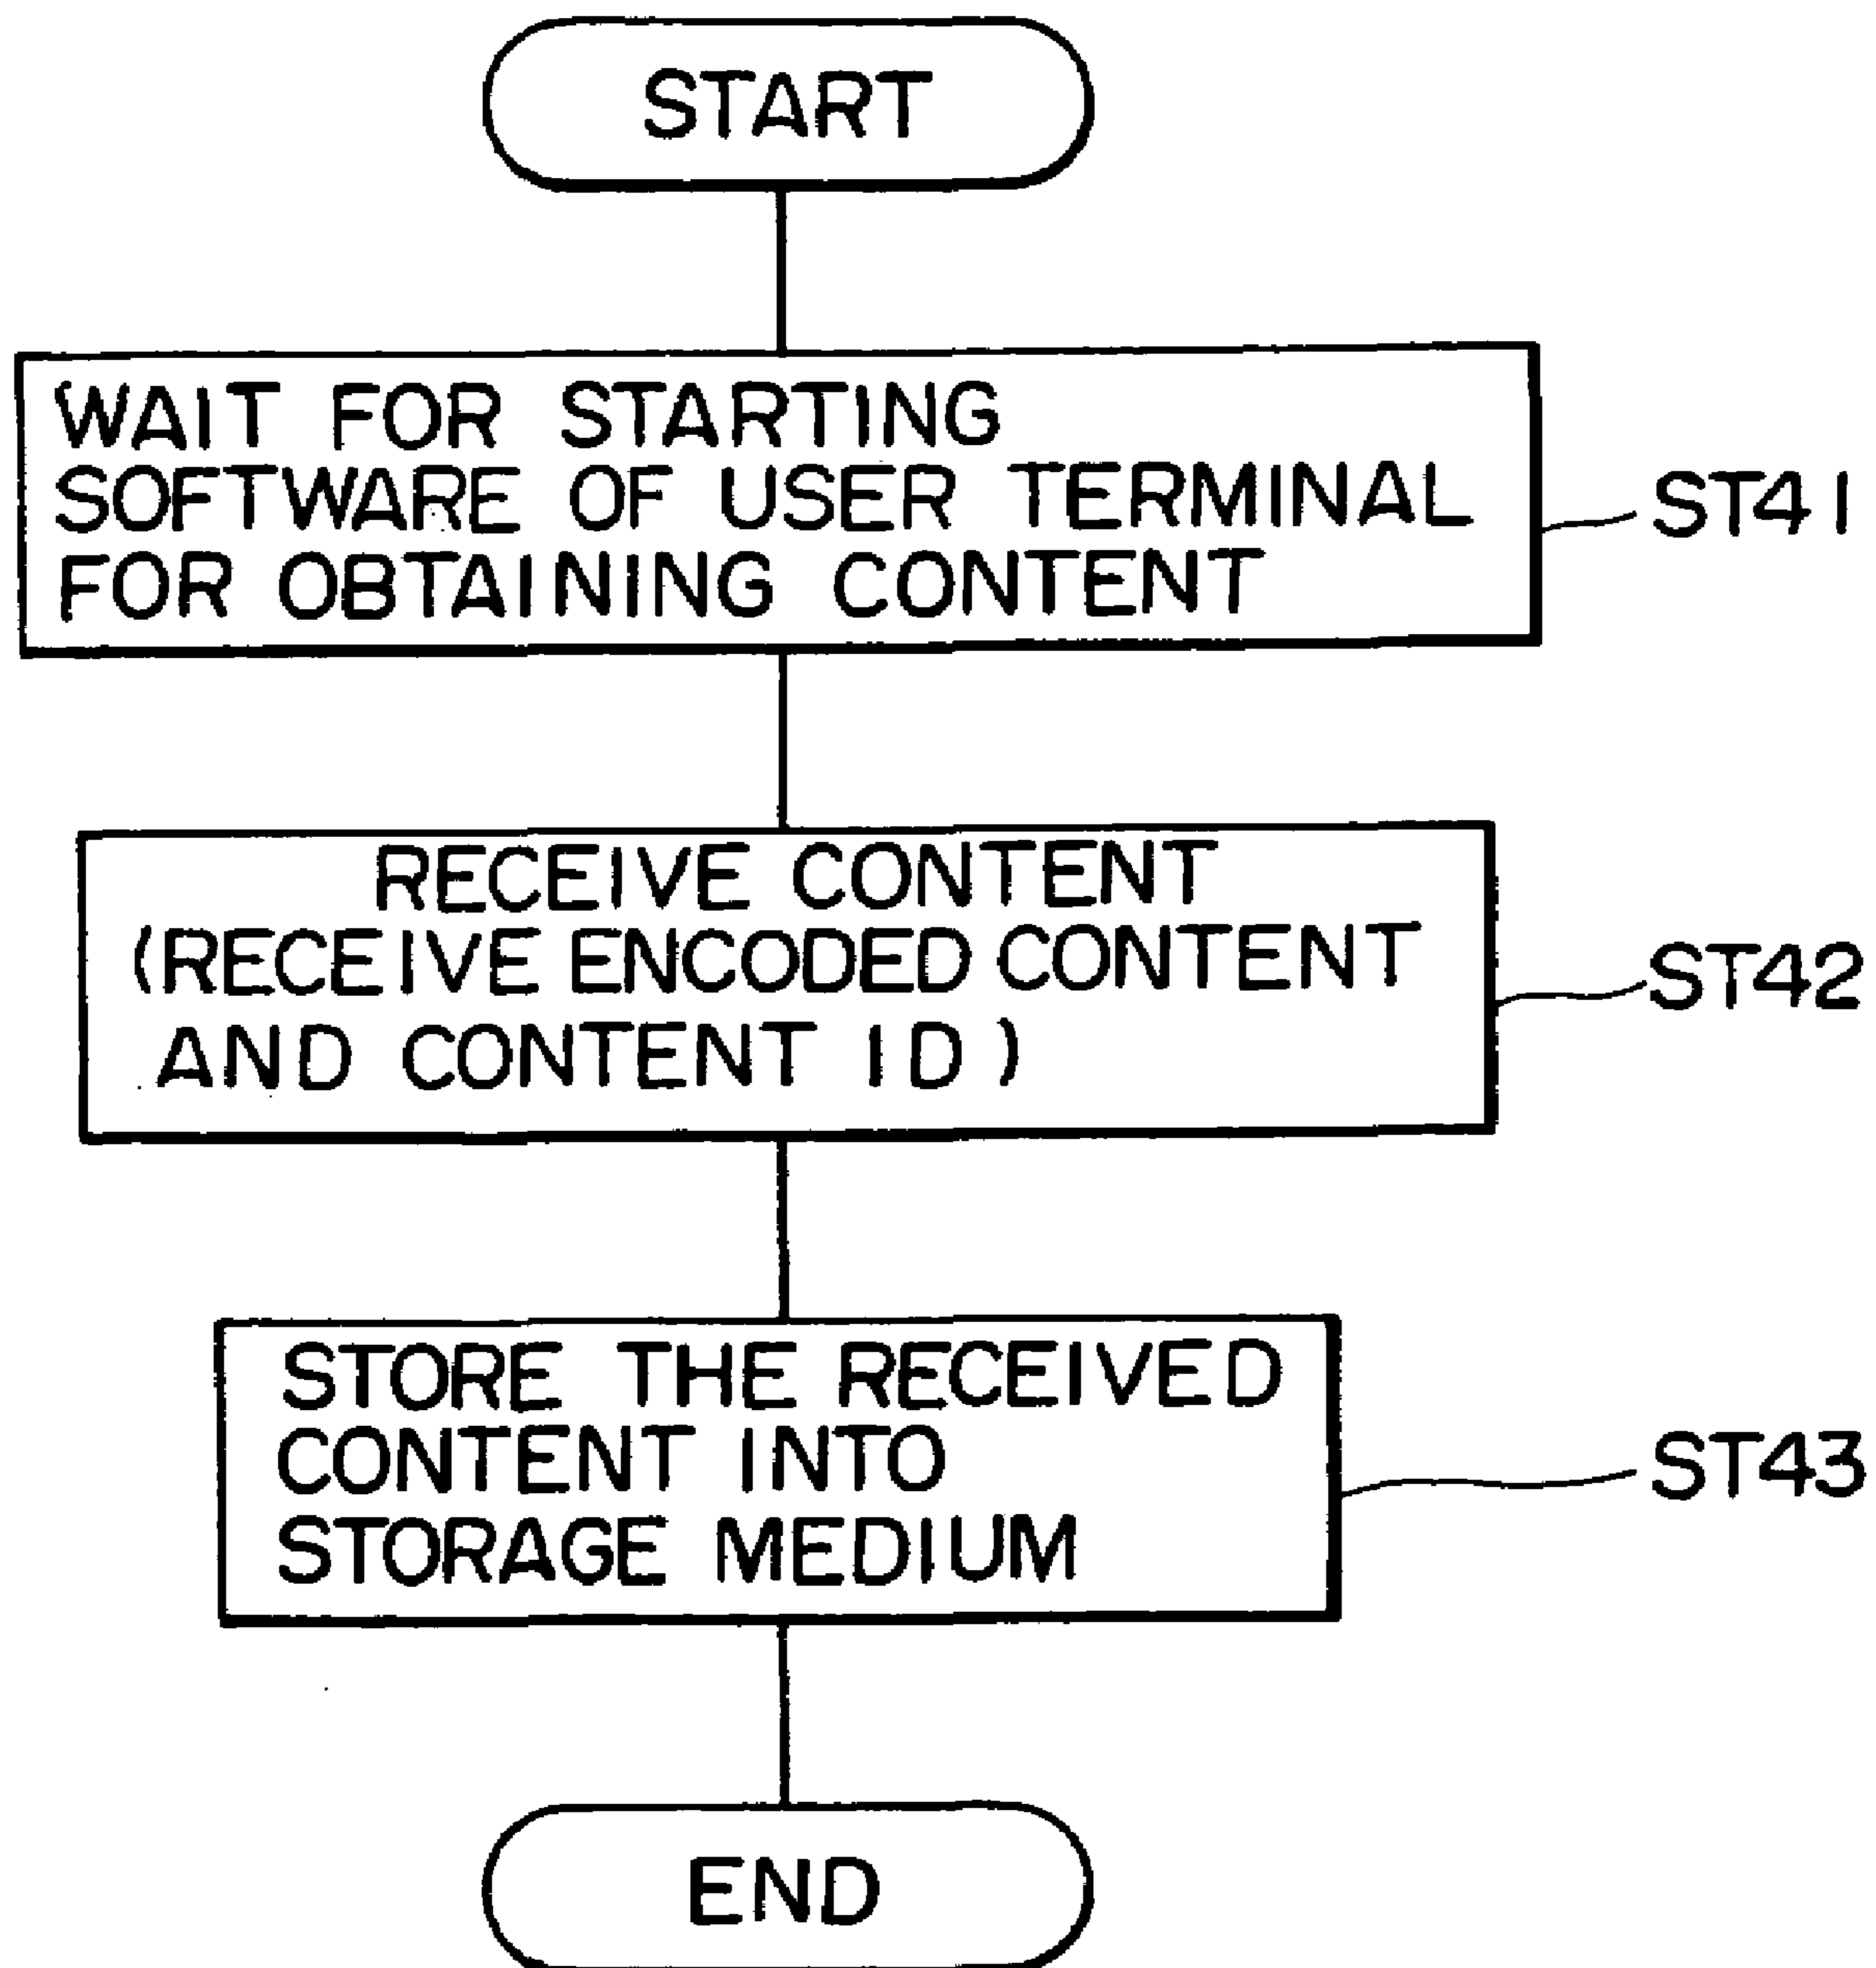 START
WAIT FOR STARTING
SOFTWARE OF USER TERMINAL
FOR OBTAINING CONTENT
ST41
RECEIVE CONTENT
(RECEIVE ENCODED CONTENT
AND CONTENT ID)
ST42
STORE THE RECEIVED
CONTENT INTO
STORAGE MEDIUM
ST43
END